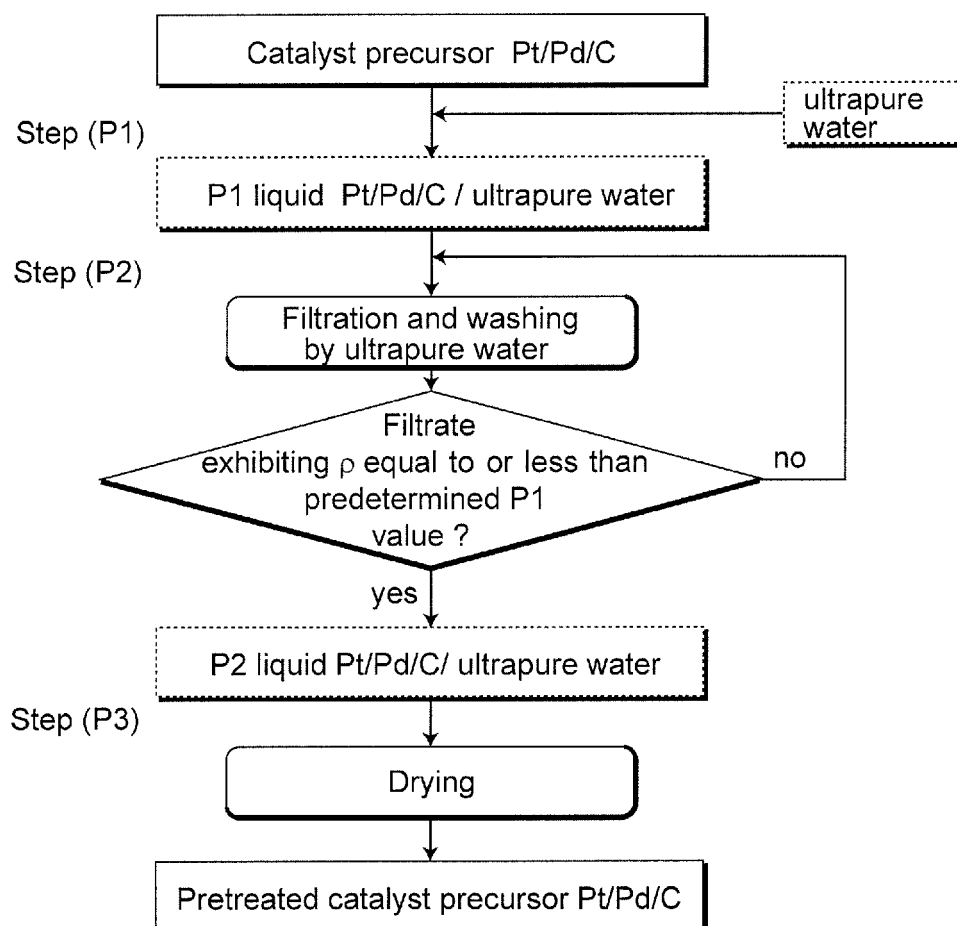 Catalyst precursor Pt/Pd/C
ultrapure
water
Step (P1)
P1 liquid Pt/Pd/C / ultrapure water
Step (P2)
Filtration and washing
by ultrapure water
Filtrate
exhibiting ρ equal to or less than
predetermined P1
value ?
no
yes
P2 liquid Pt/Pd/C/ ultrapure water
Step (P3)
Drying
Pretreated catalyst precursor Pt/Pd/C